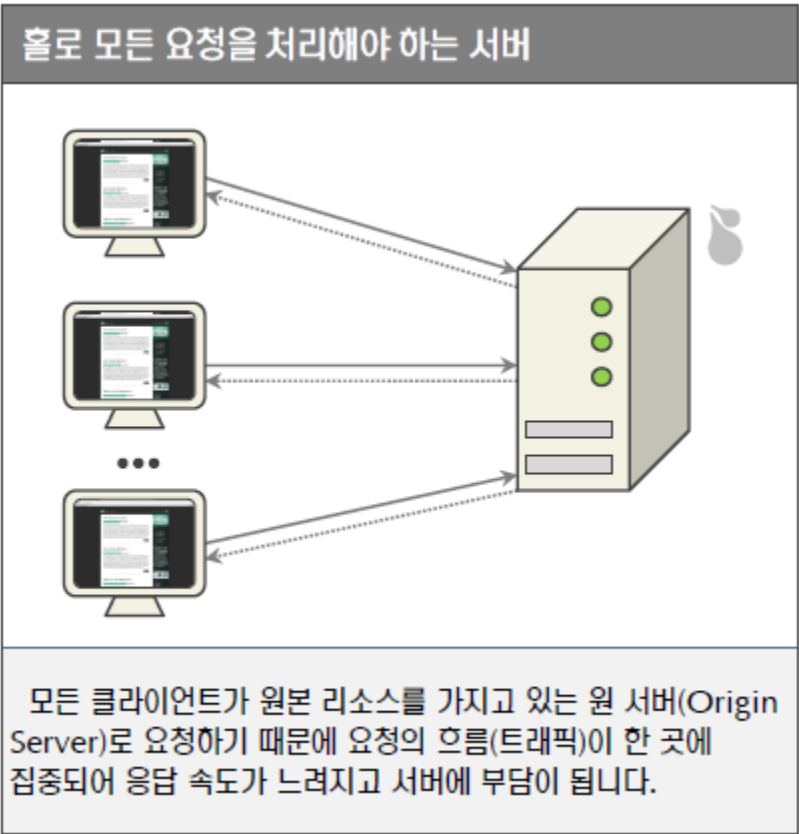 홀로 모든 요청을 처리해야 하는 서버
모든 클라이언트가 원본 리소스를 가지고 있는 원 서버(Origin
Server)로 요청하기 때문에 요청의 흐름(트래픽)이 한 곳에
집중되어 응답 속도가 느려지고 서버에 부담이 됩니다.